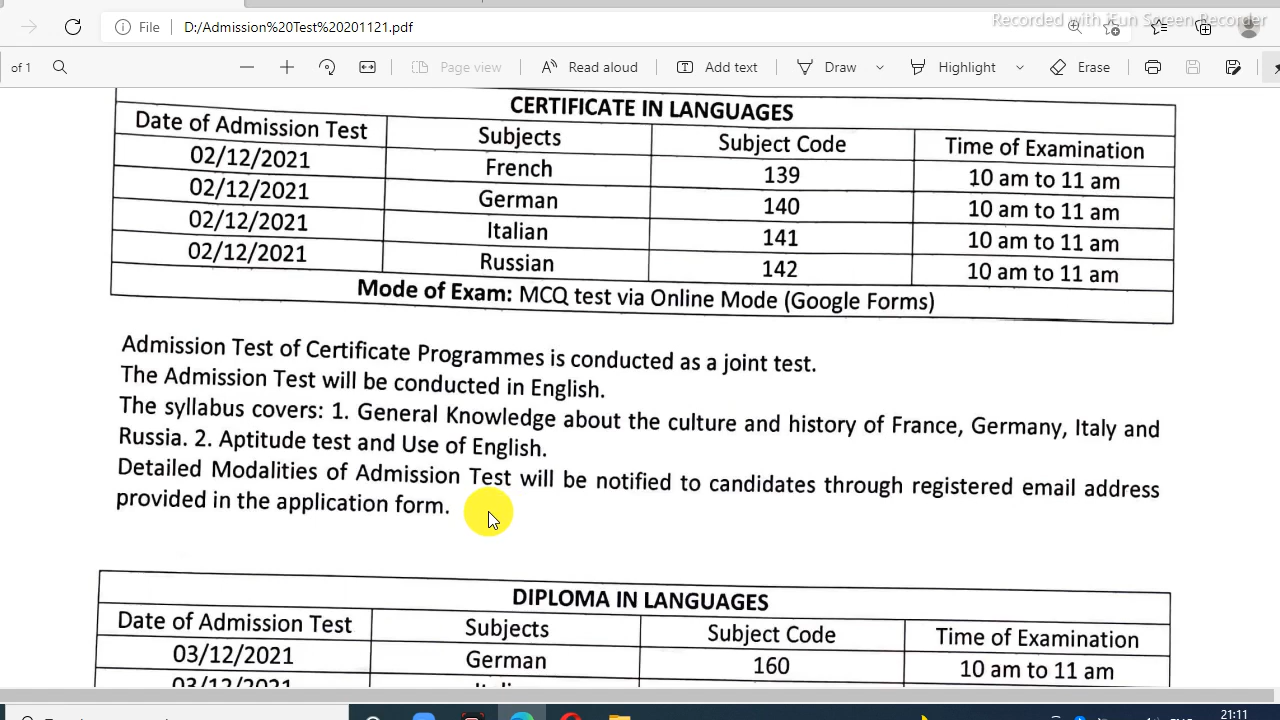 Recorded with iFun Screen Recorder
File D:/Admission%20Test%20201121.pdf
of 1 Page view Read aloud Add text Draw Highlight Erase
CERTIFICATE IN LANGUAGES
Date of Admission Test Subjects Subject Code Time of Examination
02/12/2021 French 139 10 am to 11 am
02/12/2021 German 140 10 am to 11 am
02/12/2021 Italian 141 10 am to 11 am
02/12/2021 Russian 142 10 am to 11 am
Mode of Exam: MCQ test via Online Mode (Google Forms)
Admission Test of Certificate Programmes is conducted as a joint test.
The Admission Test will be conducted in English.
The syllabus covers: 1. General Knowledge about the culture and history of France, Germany, Italy and
Russia. 2. Aptitude test and Use of English.
Detailed Modalities of Admission Test will be notified to candidates through registered email address
provided in the application form.
DIPLOMA IN LANGUAGES
Date of Admission Test Subjects Subject Code Time of Examination
03/12/2021 German 160 10 am to 11 am
03/12/2021
21:11